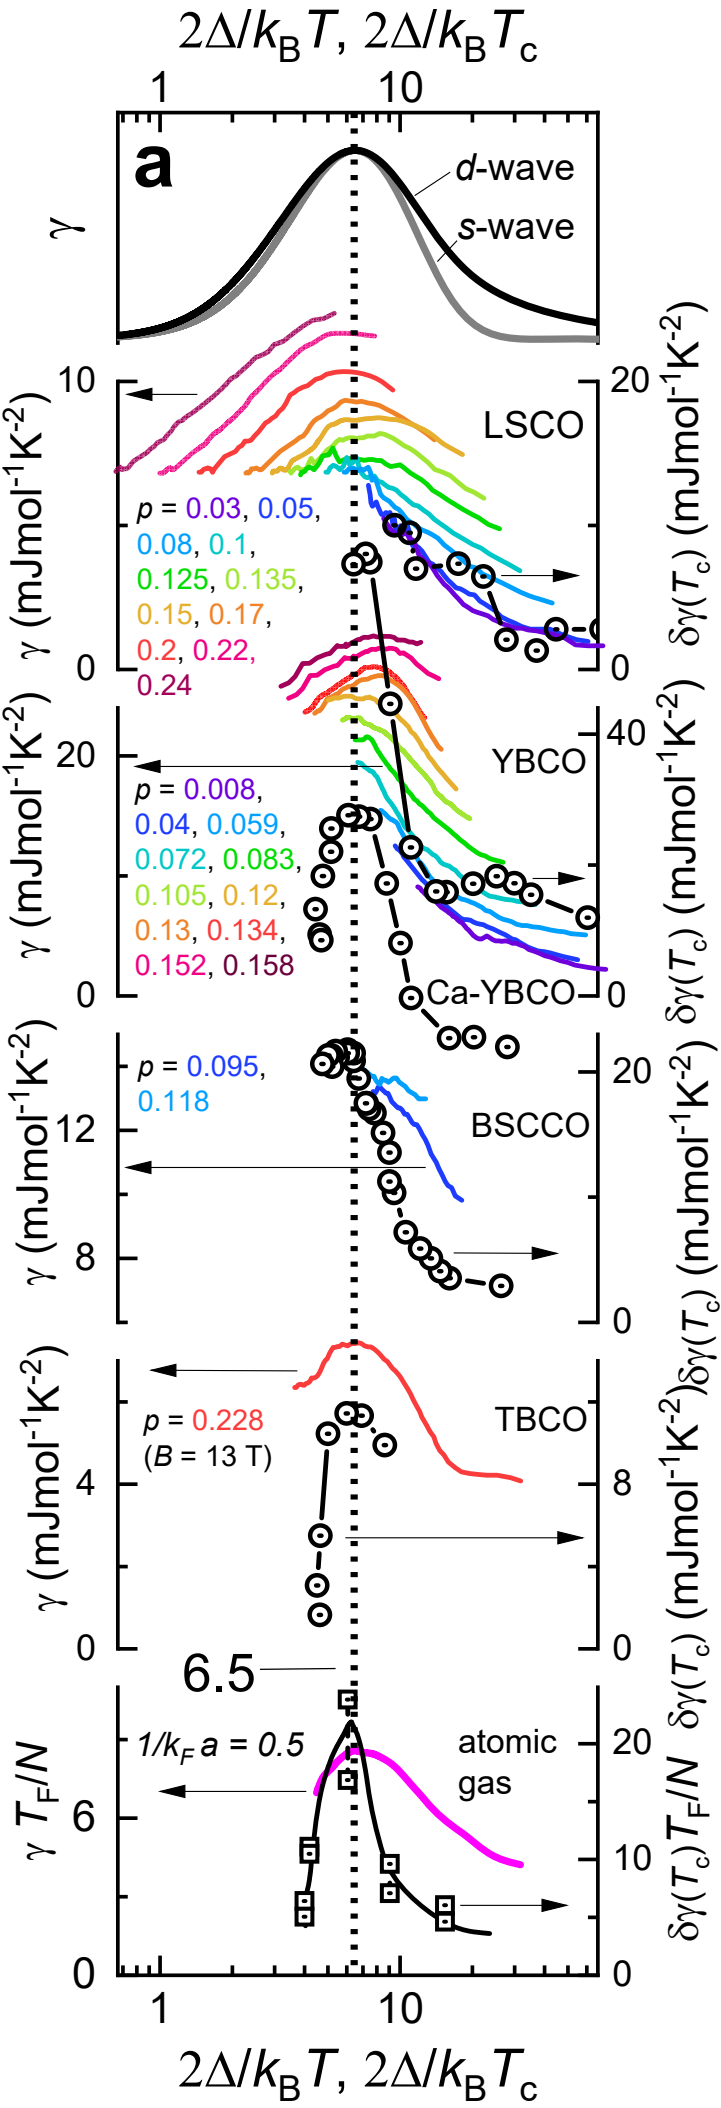 2Δ/k_BT, 2Δ/k_BT_c
1 10
a
d-wave
s-wave
γ
10
0
γ (mJmol⁻¹K⁻²)
LSCO
20
0
δγ(T_c) (mJmol⁻¹K⁻²)
p = 0.03, 0.05,
0.08, 0.1,
0.125, 0.135,
0.15, 0.17,
0.2, 0.22,
0.24
20
0
γ (mJmol⁻¹K⁻²)
YBCO
40
0
δγ(T_c) (mJmol⁻¹K⁻²)
p = 0.008,
0.04, 0.059,
0.072, 0.083,
0.105, 0.12,
0.13, 0.134,
0.152, 0.158
Ca-YBCO
p = 0.095,
0.118
12
8
γ (mJmol⁻¹K⁻²)
BSCCO
20
0
δγ(T_c) (mJmol⁻¹K⁻²)
p = 0.228
(B = 13 T)
4
0
γ (mJmol⁻¹K⁻²)
TBCO
8
0
δγ(T_c) (mJmol⁻¹K⁻²)
6.5
1/k_F a = 0.5
atomic
gas
6
0
γ T_F/N
20
10
0
δγ(T_c)T_F/N
1 10
2Δ/k_BT, 2Δ/k_BT_c